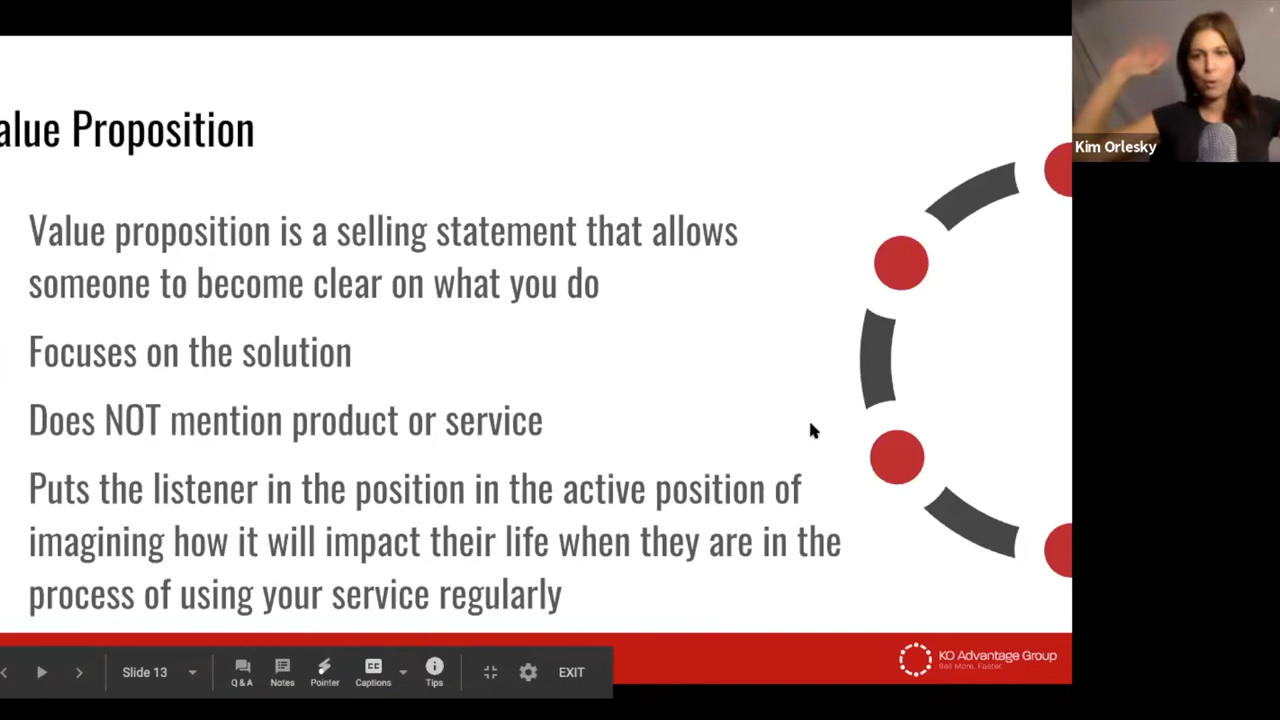 alue Proposition
Kim Orlesky
Value proposition is a selling statement that allows
someone to become clear on what you do
Focuses on the solution
Does NOT mention product or service
Puts the listener in the position in the active position of
imagining how it will impact their life when they are in the
process of using your service regularly
Slide 13
Q&A
Notes
Pointer
CC
Captions
Tips
EXIT
KO Advantage Group
Sell More, Faster.